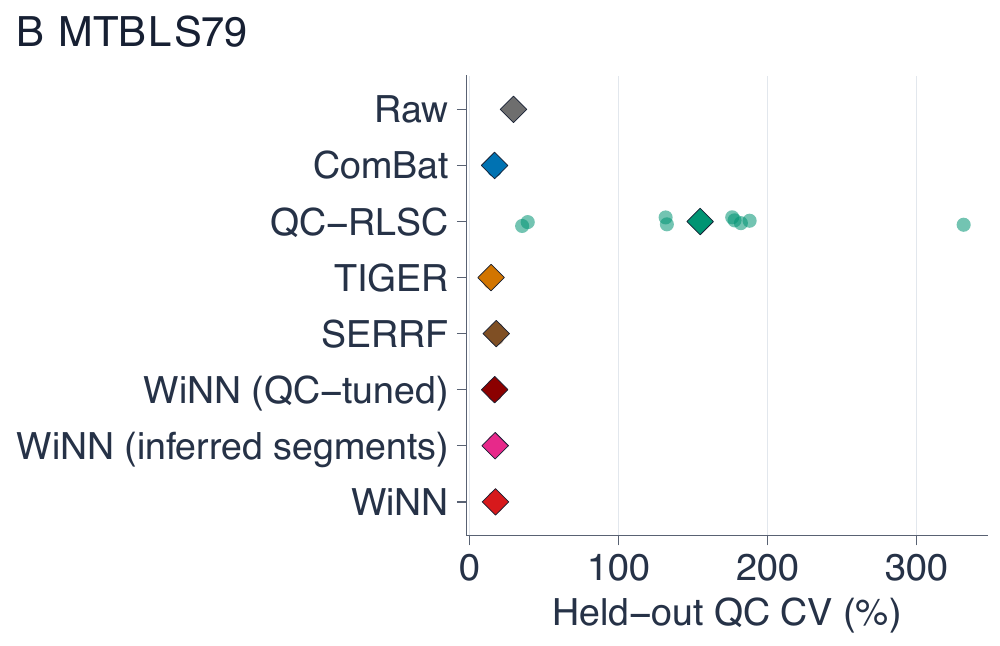 B MTBLS79
Raw
ComBat
QC−RLSC
TIGER
SERRF
WiNN (QC−tuned)
WiNN (inferred segments)
WiNN
0 100 200 300
Held−out QC CV (%)